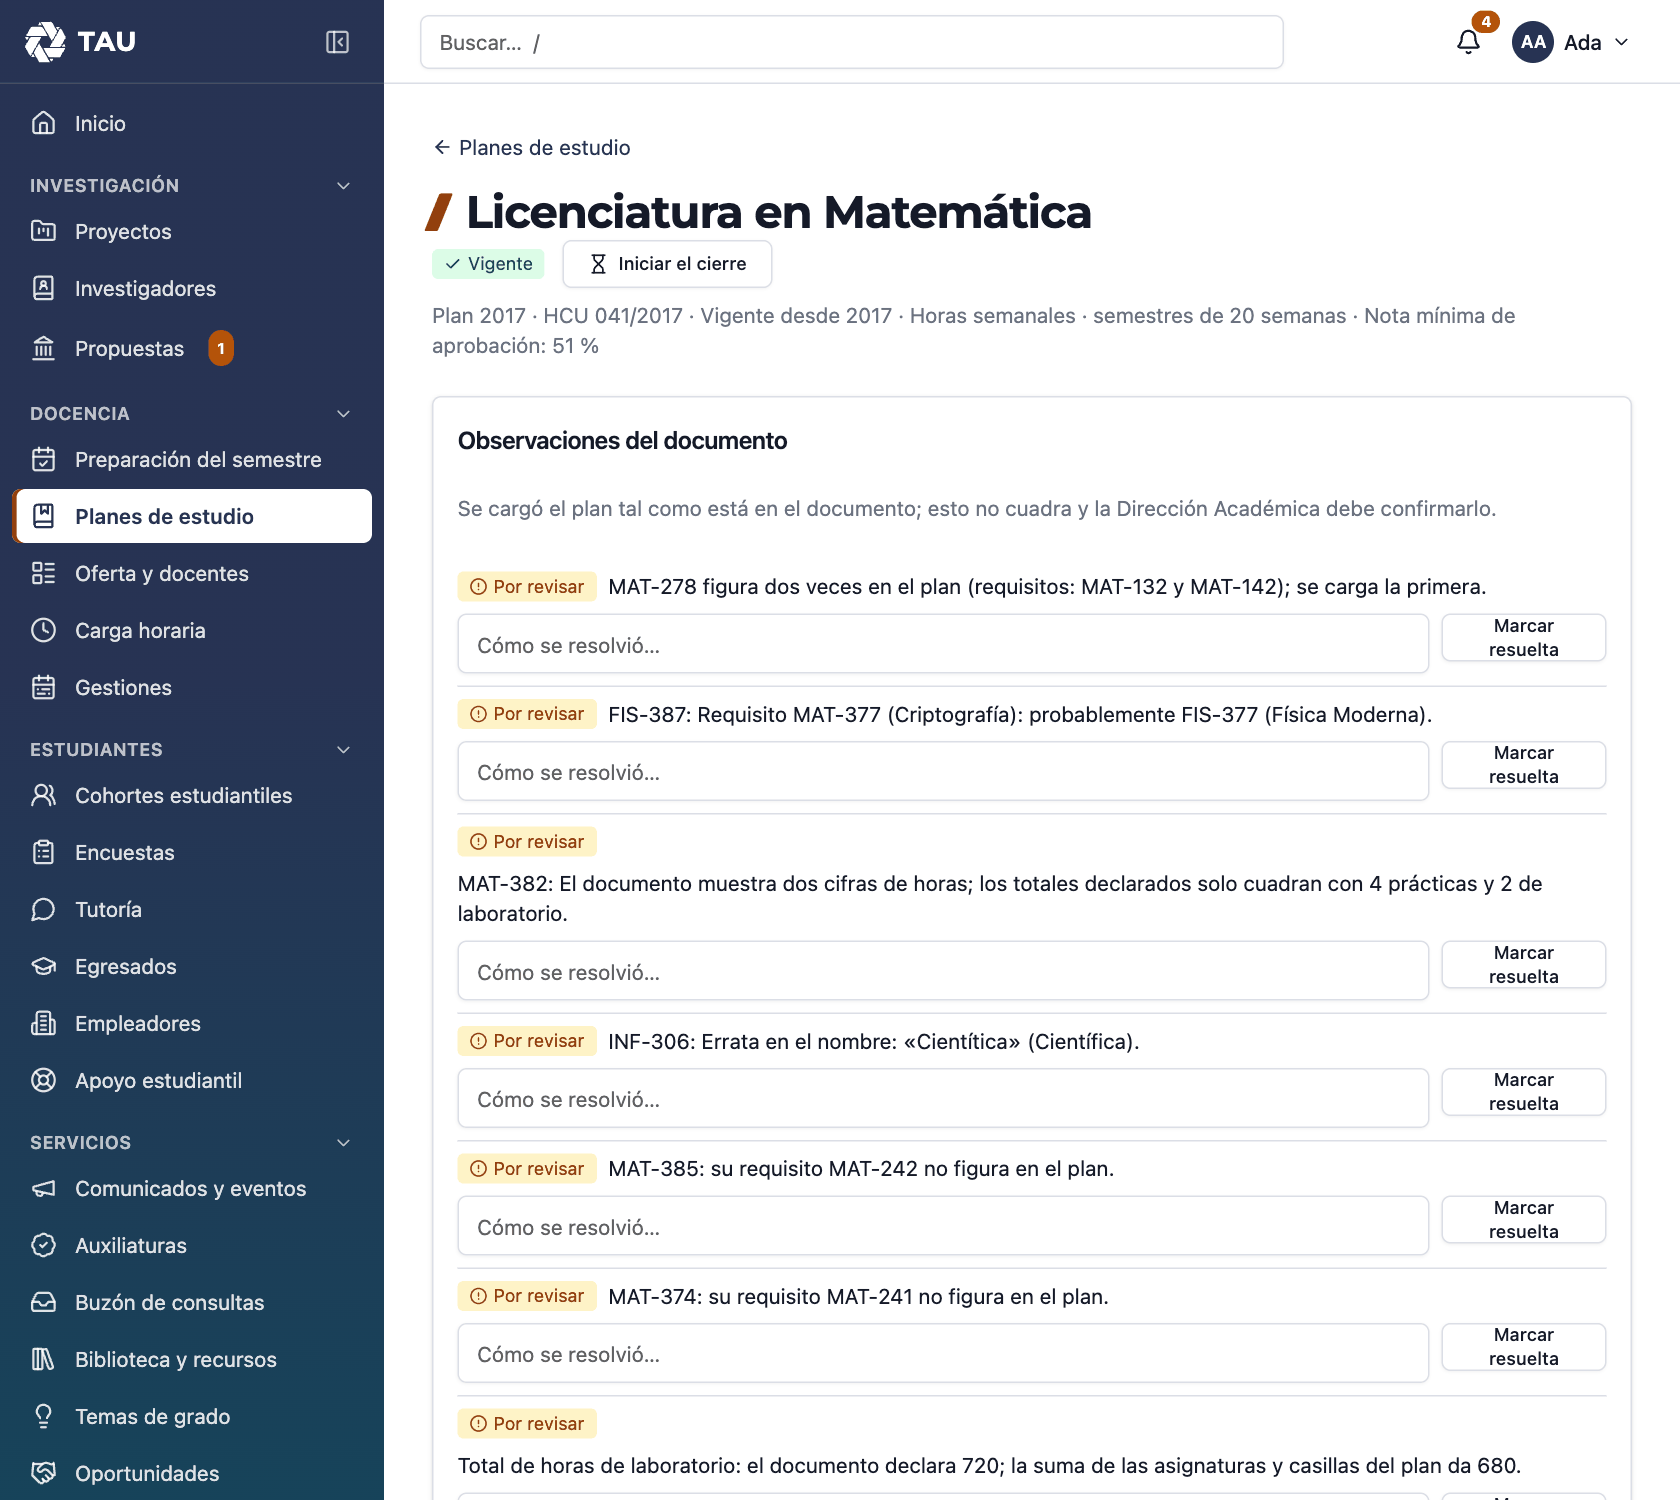 TAU
Buscar... /
4
AA
Ada
Inicio
INVESTIGACIÓN
Proyectos
Investigadores
Propuestas 1
DOCENCIA
Preparación del semestre
Planes de estudio
Oferta y docentes
Carga horaria
Gestiones
ESTUDIANTES
Cohortes estudiantiles
Encuestas
Tutoría
Egresados
Empleadores
Apoyo estudiantil
SERVICIOS
Comunicados y eventos
Auxiliaturas
Buzón de consultas
Biblioteca y recursos
Temas de grado
Oportunidades
← Planes de estudio
Licenciatura en Matemática
Vigente
Iniciar el cierre
Plan 2017 · HCU 041/2017 · Vigente desde 2017 · Horas semanales · semestres de 20 semanas · Nota mínima de
aprobación: 51 %
Observaciones del documento
Se cargó el plan tal como está en el documento; esto no cuadra y la Dirección Académica debe confirmarlo.
Por revisar MAT-278 figura dos veces en el plan (requisitos: MAT-132 y MAT-142); se carga la primera.
Cómo se resolvió...
Marcar
resuelta
Por revisar FIS-387: Requisito MAT-377 (Criptografía): probablemente FIS-377 (Física Moderna).
Cómo se resolvió...
Marcar
resuelta
Por revisar
MAT-382: El documento muestra dos cifras de horas; los totales declarados solo cuadran con 4 prácticas y 2 de
laboratorio.
Cómo se resolvió...
Marcar
resuelta
Por revisar INF-306: Errata en el nombre: «Cientítica» (Científica).
Cómo se resolvió...
Marcar
resuelta
Por revisar MAT-385: su requisito MAT-242 no figura en el plan.
Cómo se resolvió...
Marcar
resuelta
Por revisar MAT-374: su requisito MAT-241 no figura en el plan.
Cómo se resolvió...
Marcar
resuelta
Por revisar
Total de horas de laboratorio: el documento declara 720; la suma de las asignaturas y casillas del plan da 680.